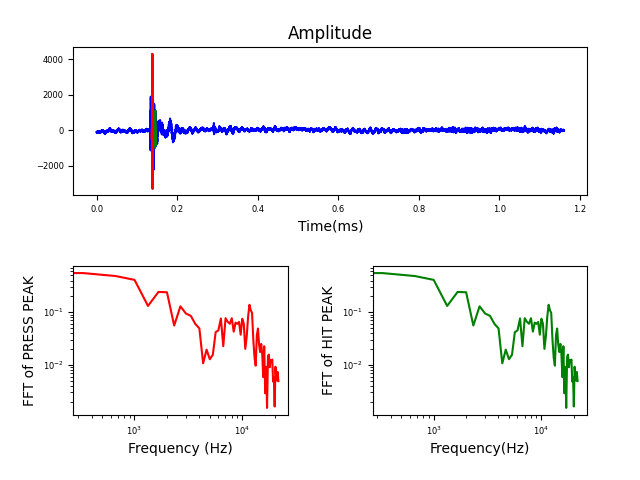 Amplitude
4000
2000
0
−2000
0.0 0.2 0.4 0.6 0.8 1.0 1.2
Time(ms)
FFT of PRESS PEAK
10⁻¹
10⁻²
10³ 10⁴
Frequency (Hz)
FFT of HIT PEAK
10⁻¹
10⁻²
10³ 10⁴
Frequency(Hz)